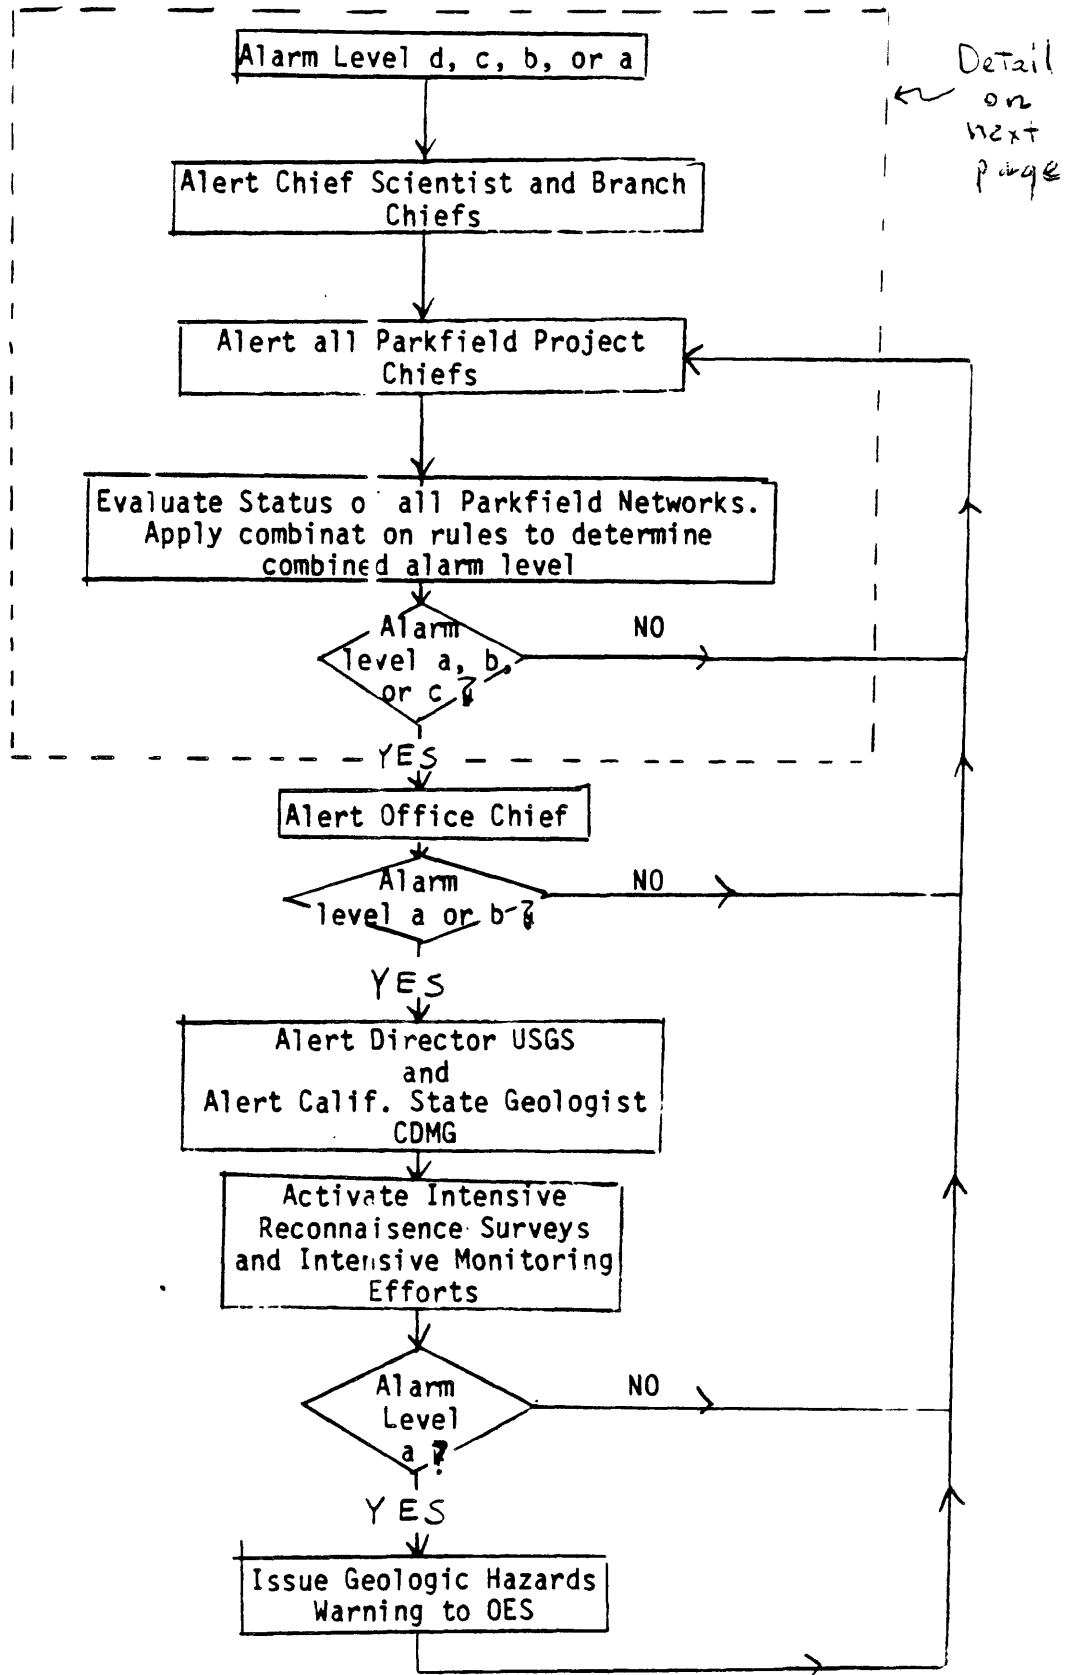 Alarm Level d, c, b, or a
Detail
on
next
page
Alert Chief Scientist and Branch
Chiefs
Alert all Parkfield Project
Chiefs
Evaluate Status o all Parkfield Networks.
Apply combinat on rules to determine
combined alarm level
Alarm
level a, b,
or c ?
NO
YES
Alert Office Chief
Alarm
level a or b ?
NO
YES
Alert Director USGS
and
Alert Calif. State Geologist
CDMG
Activate Intensive
Reconnaisence Surveys
and Intensive Monitoring
Efforts
Alarm
Level
a ?
NO
YES
Issue Geologic Hazards
Warning to OES